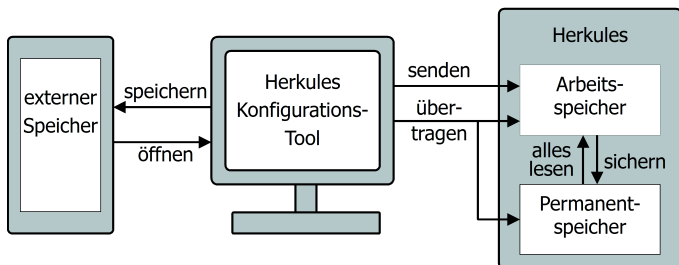 externer
Speicher
speichern
öffnen
Herkules
Konfigurations-
Tool
senden
über-
tragen
Herkules
Arbeits-
speicher
alles
lesen
sichern
Permanent-
speicher